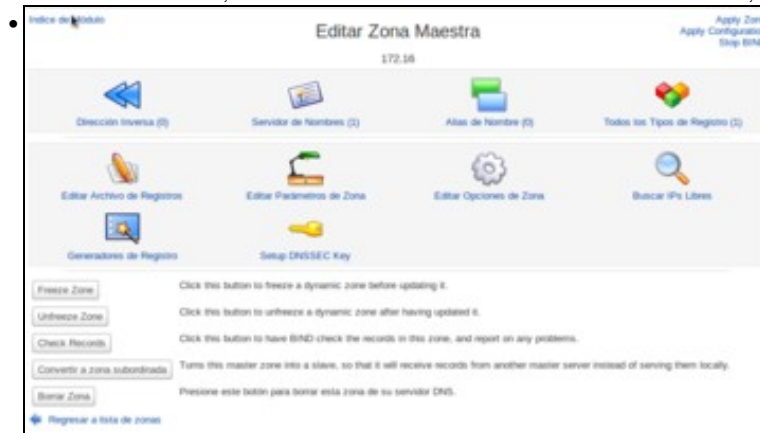 Indice de Módulo
Editar Zona Maestra
172.16
Apply Zon
Apply Configuratio
Stop BIN
Dirección Inversa (0)
Servidor de Nombres (1)
Alias de Nombre (0)
Todos los Tipos de Registro (1)
Editar Archivo de Registros
Editar Parámetros de Zona
Editar Opciones de Zona
Buscar IPs Libres
Generadores de Registro
Setup DNSSEC Key
Freeze Zone
Click this button to freeze a dynamic zone before updating it.
Unfreeze Zone
Click this button to unfreeze a dynamic zone after having updated it.
Check Records
Click this button to have BIND check the records in this zone, and report on any problems.
Convertir a zona subordinada
Turns this master zone into a slave, so that it will receive records from another master server instead of serving them locally.
Borrar Zona
Presione este botón para borrar esta zona de su servidor DNS.
Regresar a lista de zonas